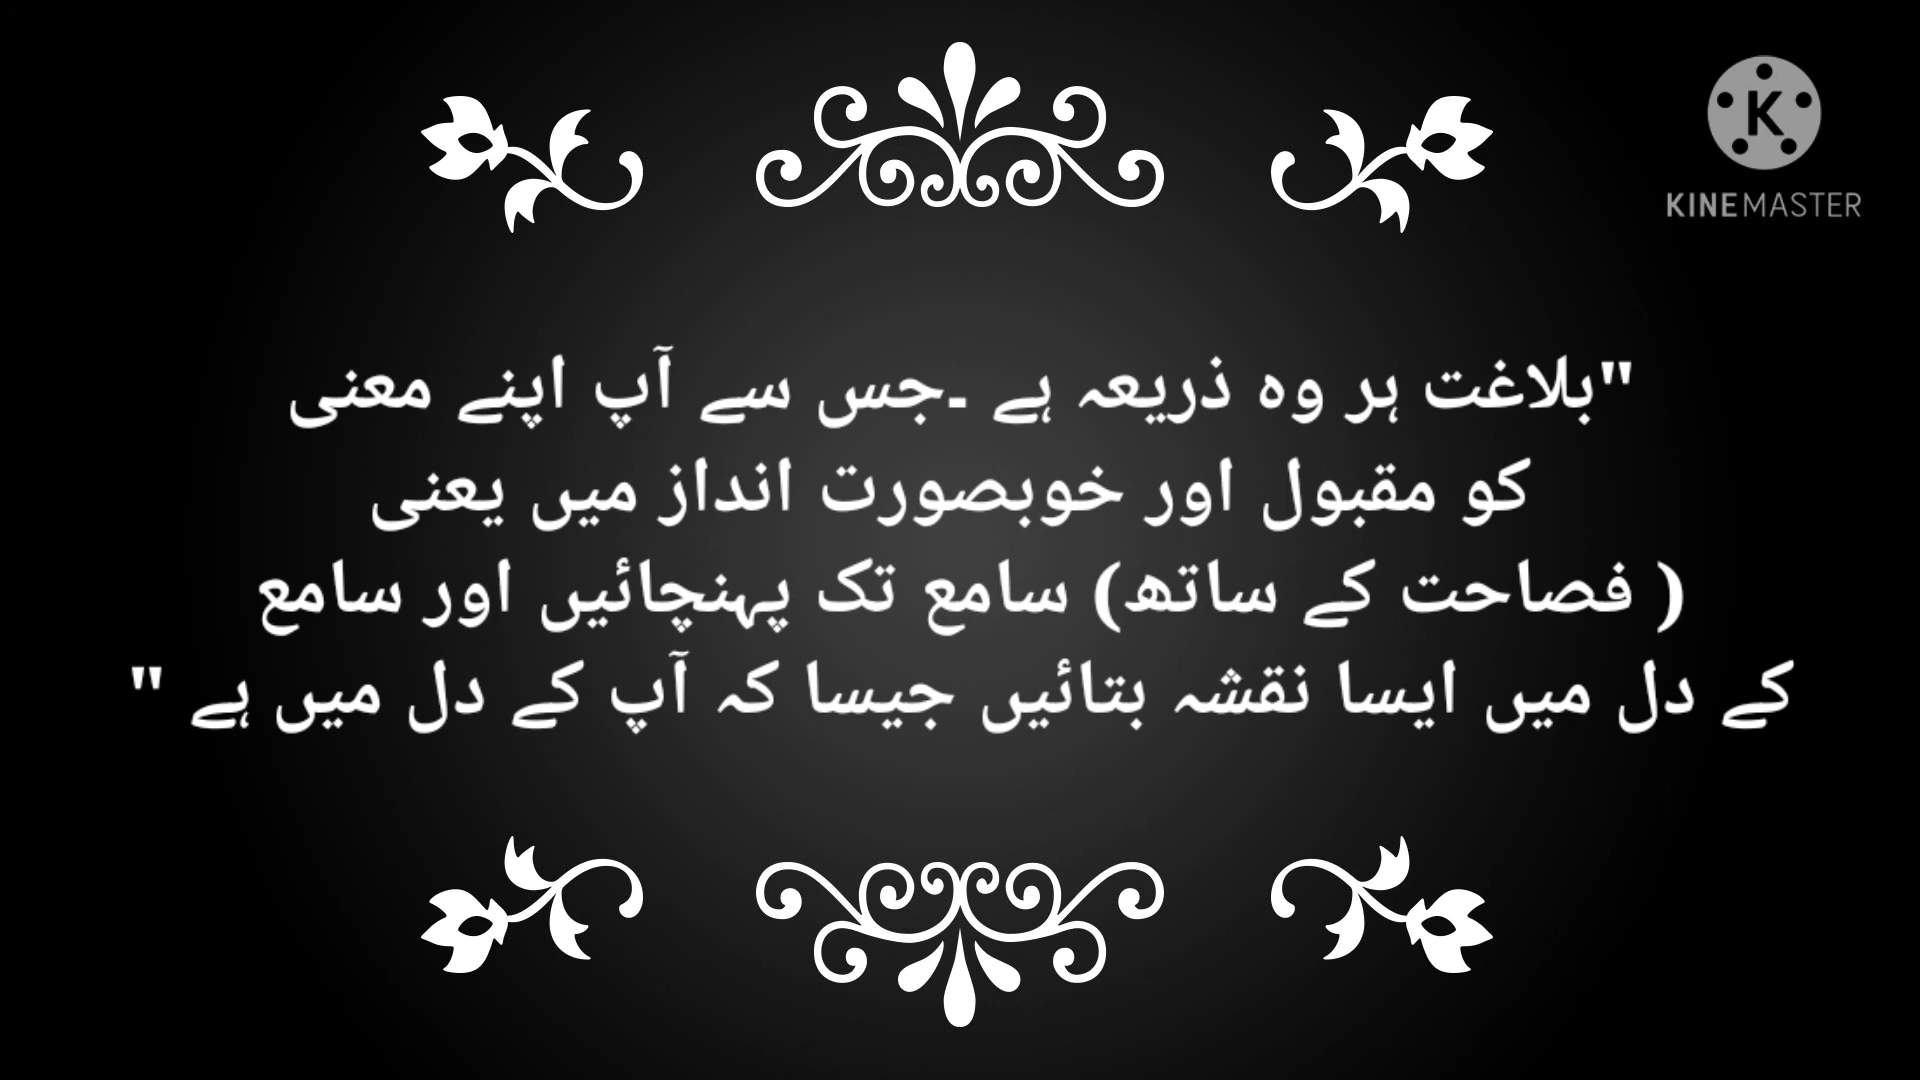 KINEMASTER
"بلاغت ہر وہ ذریعہ ہے ۔جس سے آپ اپنے معنی
کو مقبول اور خوبصورت انداز میں یعنی
( فصاحت کے ساتھ) سامع تک پہنچائیں اور سامع
کے دل میں ایسا نقشہ بتائیں جیسا کہ آپ کے دل میں ہے "